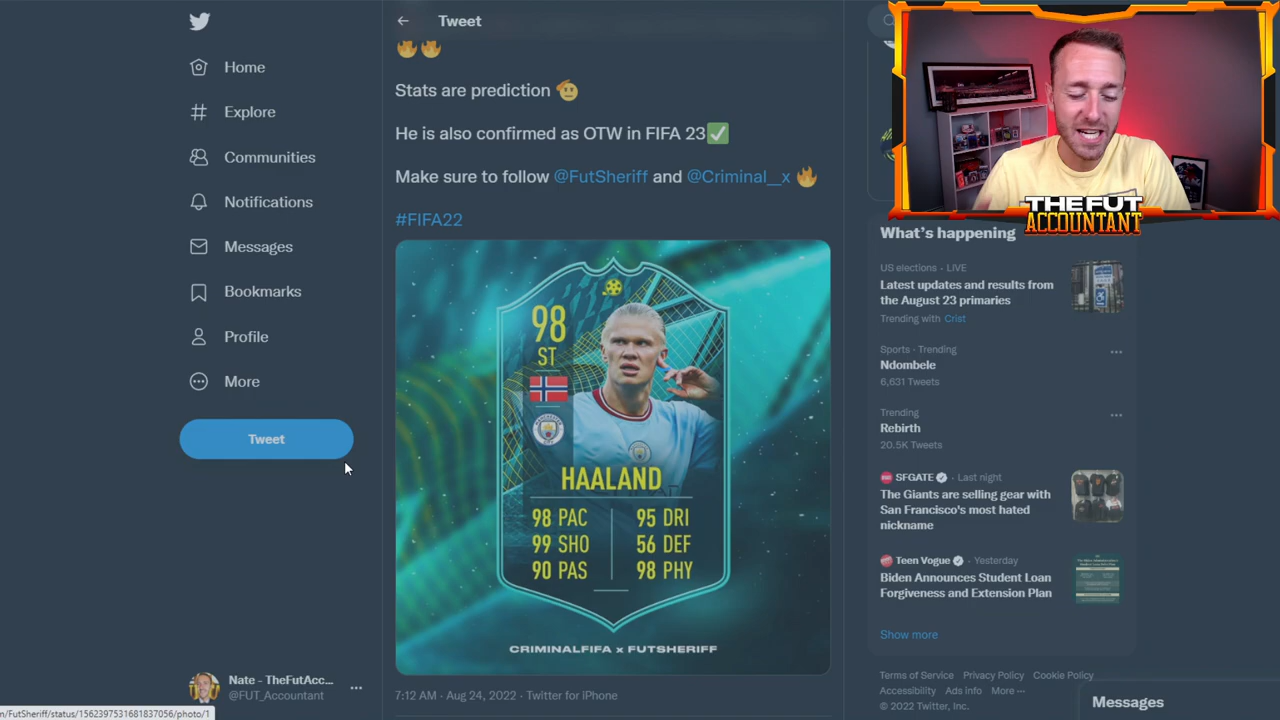 Home
Explore
Communities
Notifications
Messages
Bookmarks
Profile
More
Tweet
Nate - TheFutAcc...
@FUT_Accountant
m/FutSheriff/status/1562397531681837056/photo/1
Tweet
Stats are prediction
He is also confirmed as OTW in FIFA 23
Make sure to follow @FutSheriff and @Criminal__x
#FIFA22
98
ST
HAALAND
98 PAC 95 DRI
99 SHO 56 DEF
90 PAS 98 PHY
CRIMINALFIFA x FUTSHERIFF
7:12 AM · Aug 24, 2022 · Twitter for iPhone
THE FUT
ACCOUNTANT
What's happening
US elections · LIVE
Latest updates and results from
the August 23 primaries
Trending with Crist
Sports · Trending
Ndombele
6,631 Tweets
Trending
Rebirth
20.5K Tweets
SFGATE · Last night
The Giants are selling gear with
San Francisco's most hated
nickname
Teen Vogue · Yesterday
Biden Announces Student Loan
Forgiveness and Extension Plan
Show more
Terms of Service Privacy Policy Cookie Policy
Accessibility Ads info More ···
© 2022 Twitter, Inc.
Messages